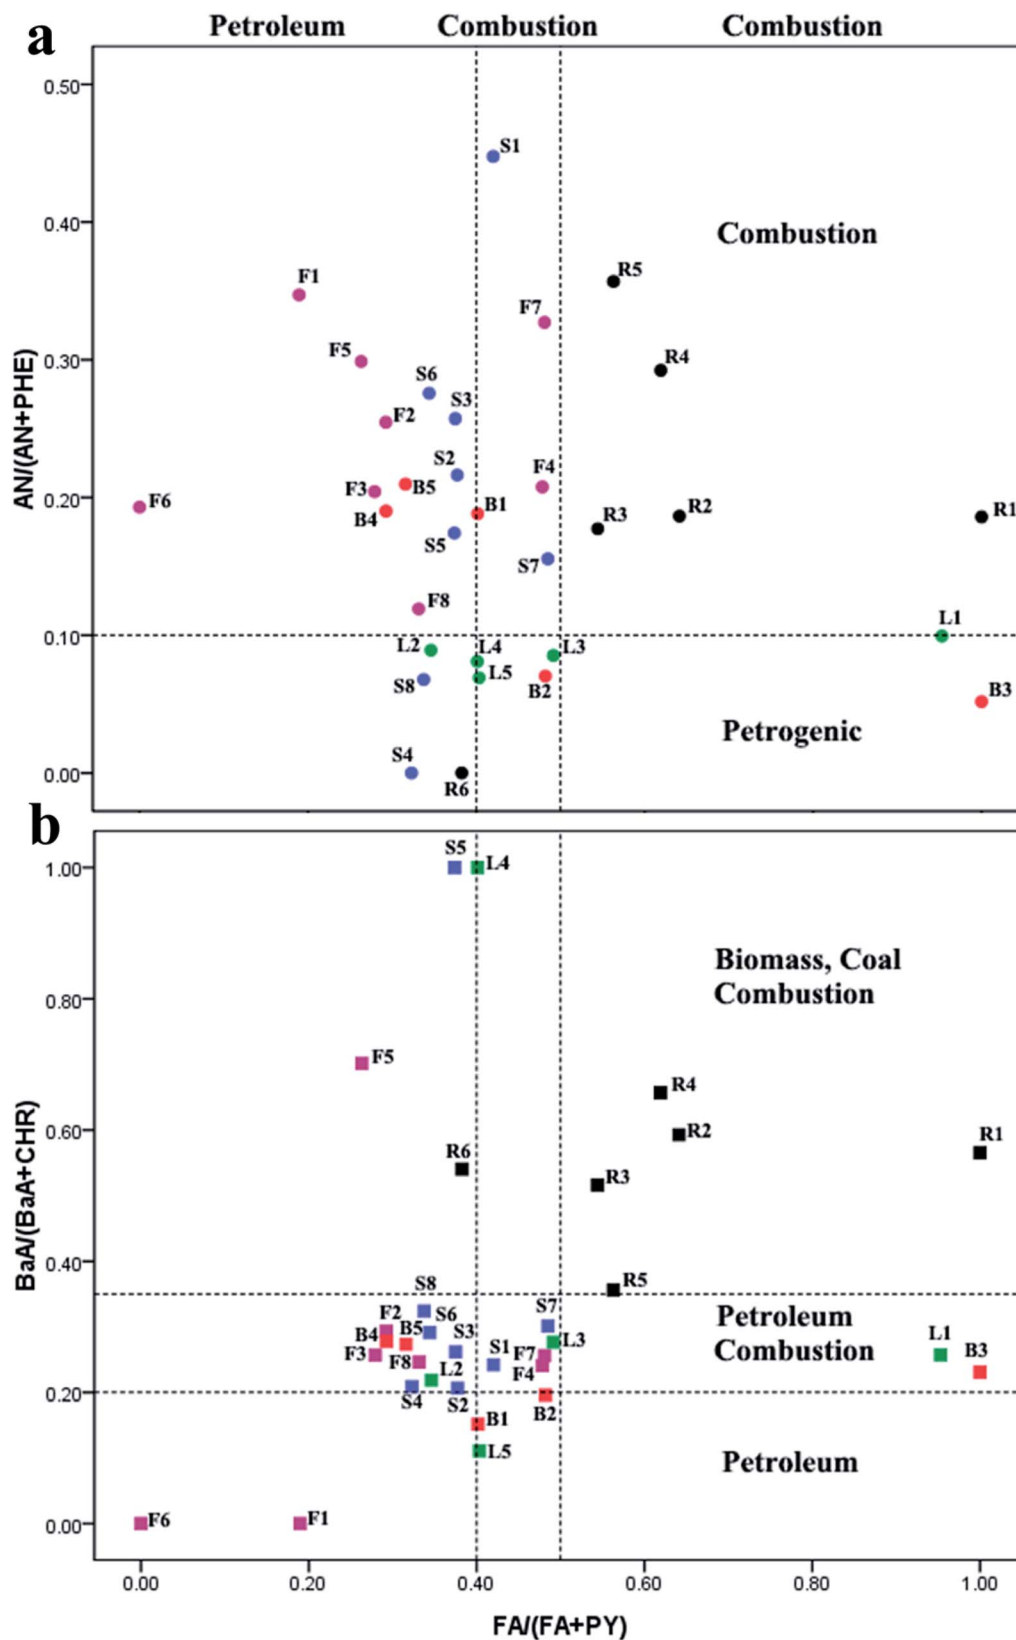 a
Petroleum Combustion Combustion
AN/(AN+PHE)
0.50
0.40
0.30
0.20
0.10
0.00
S1
Combustion
R5
F1
F7
R4
F5
S6
S3
F2
S2
F4
F3
B5
F6
B4
B1
R3
R2
R1
S5
S7
F8
L1
L2
L4
L3
L5
S8
B2
B3
Petrogenic
S4
R6
b
BaA/(BaA+CHR)
1.00
0.80
0.60
0.40
0.20
0.00
S5
L4
Biomass, Coal
Combustion
F5
R4
R2
R6
R1
R3
R5
S8
Petroleum
Combustion
F2
S6
S7
B4
B5
S3
L3
L1
F3
F8
S1
F7
B3
L2
F4
S4
S2
B2
B1
L5
Petroleum
F6
F1
0.00 0.20 0.40 0.60 0.80 1.00
FA/(FA+PY)